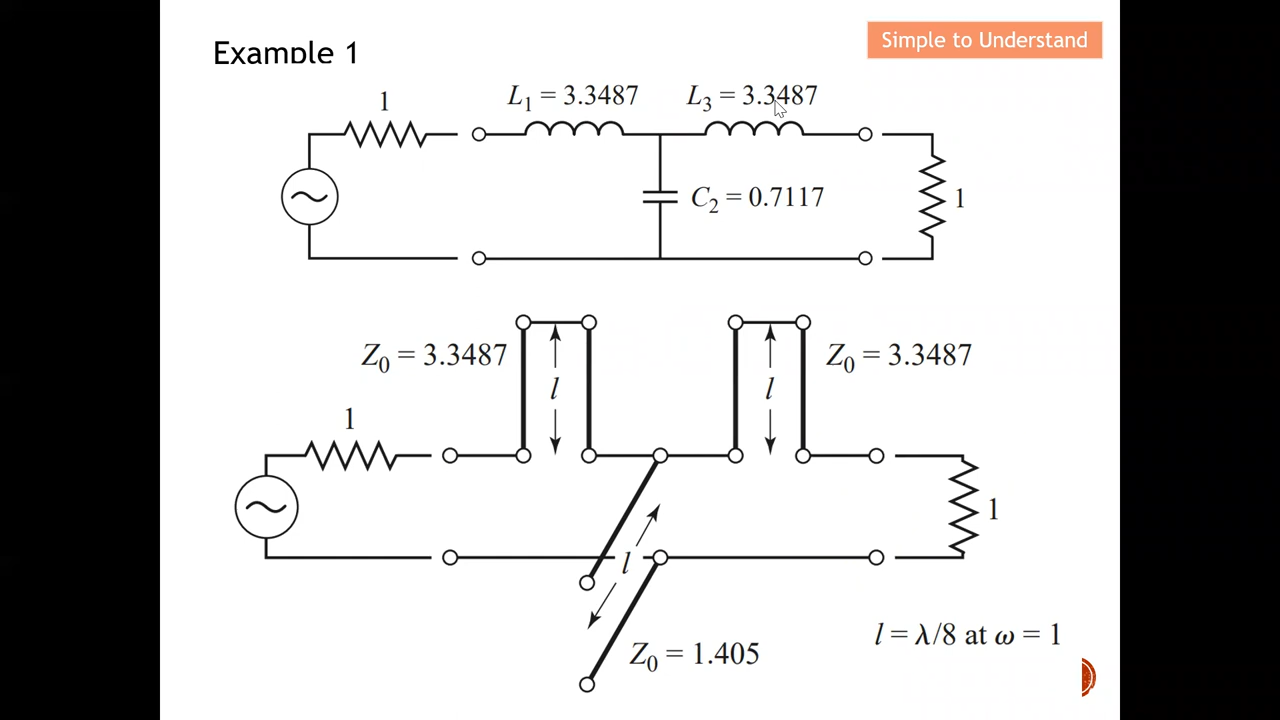 Example 1
Simple to Understand
1
L1 = 3.3487
L3 = 3.3487
C2 = 0.7117
1
Z0 = 3.3487
l
l
Z0 = 3.3487
1
1
l
Z0 = 1.405
l = λ/8 at ω = 1